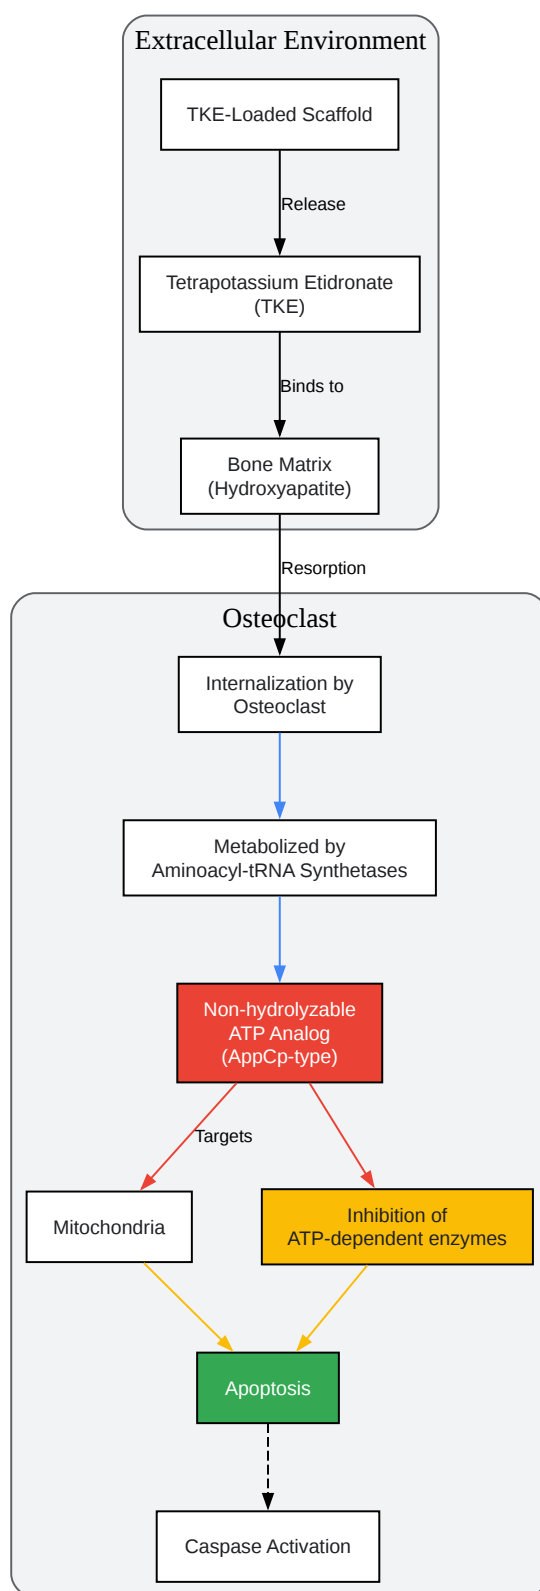 Extracellular Environment
TKE-Loaded Scaffold
Release
Tetrapotassium Etidronate
(TKE)
Binds to
Bone Matrix
(Hydroxyapatite)
Resorption
Osteoclast
Internalization by
Osteoclast
Metabolized by
Aminoacyl-tRNA Synthetases
Non-hydrolyzable
ATP Analog
(AppCp-type)
Targets
Mitochondria
Inhibition of
ATP-dependent enzymes
Apoptosis
Caspase Activation